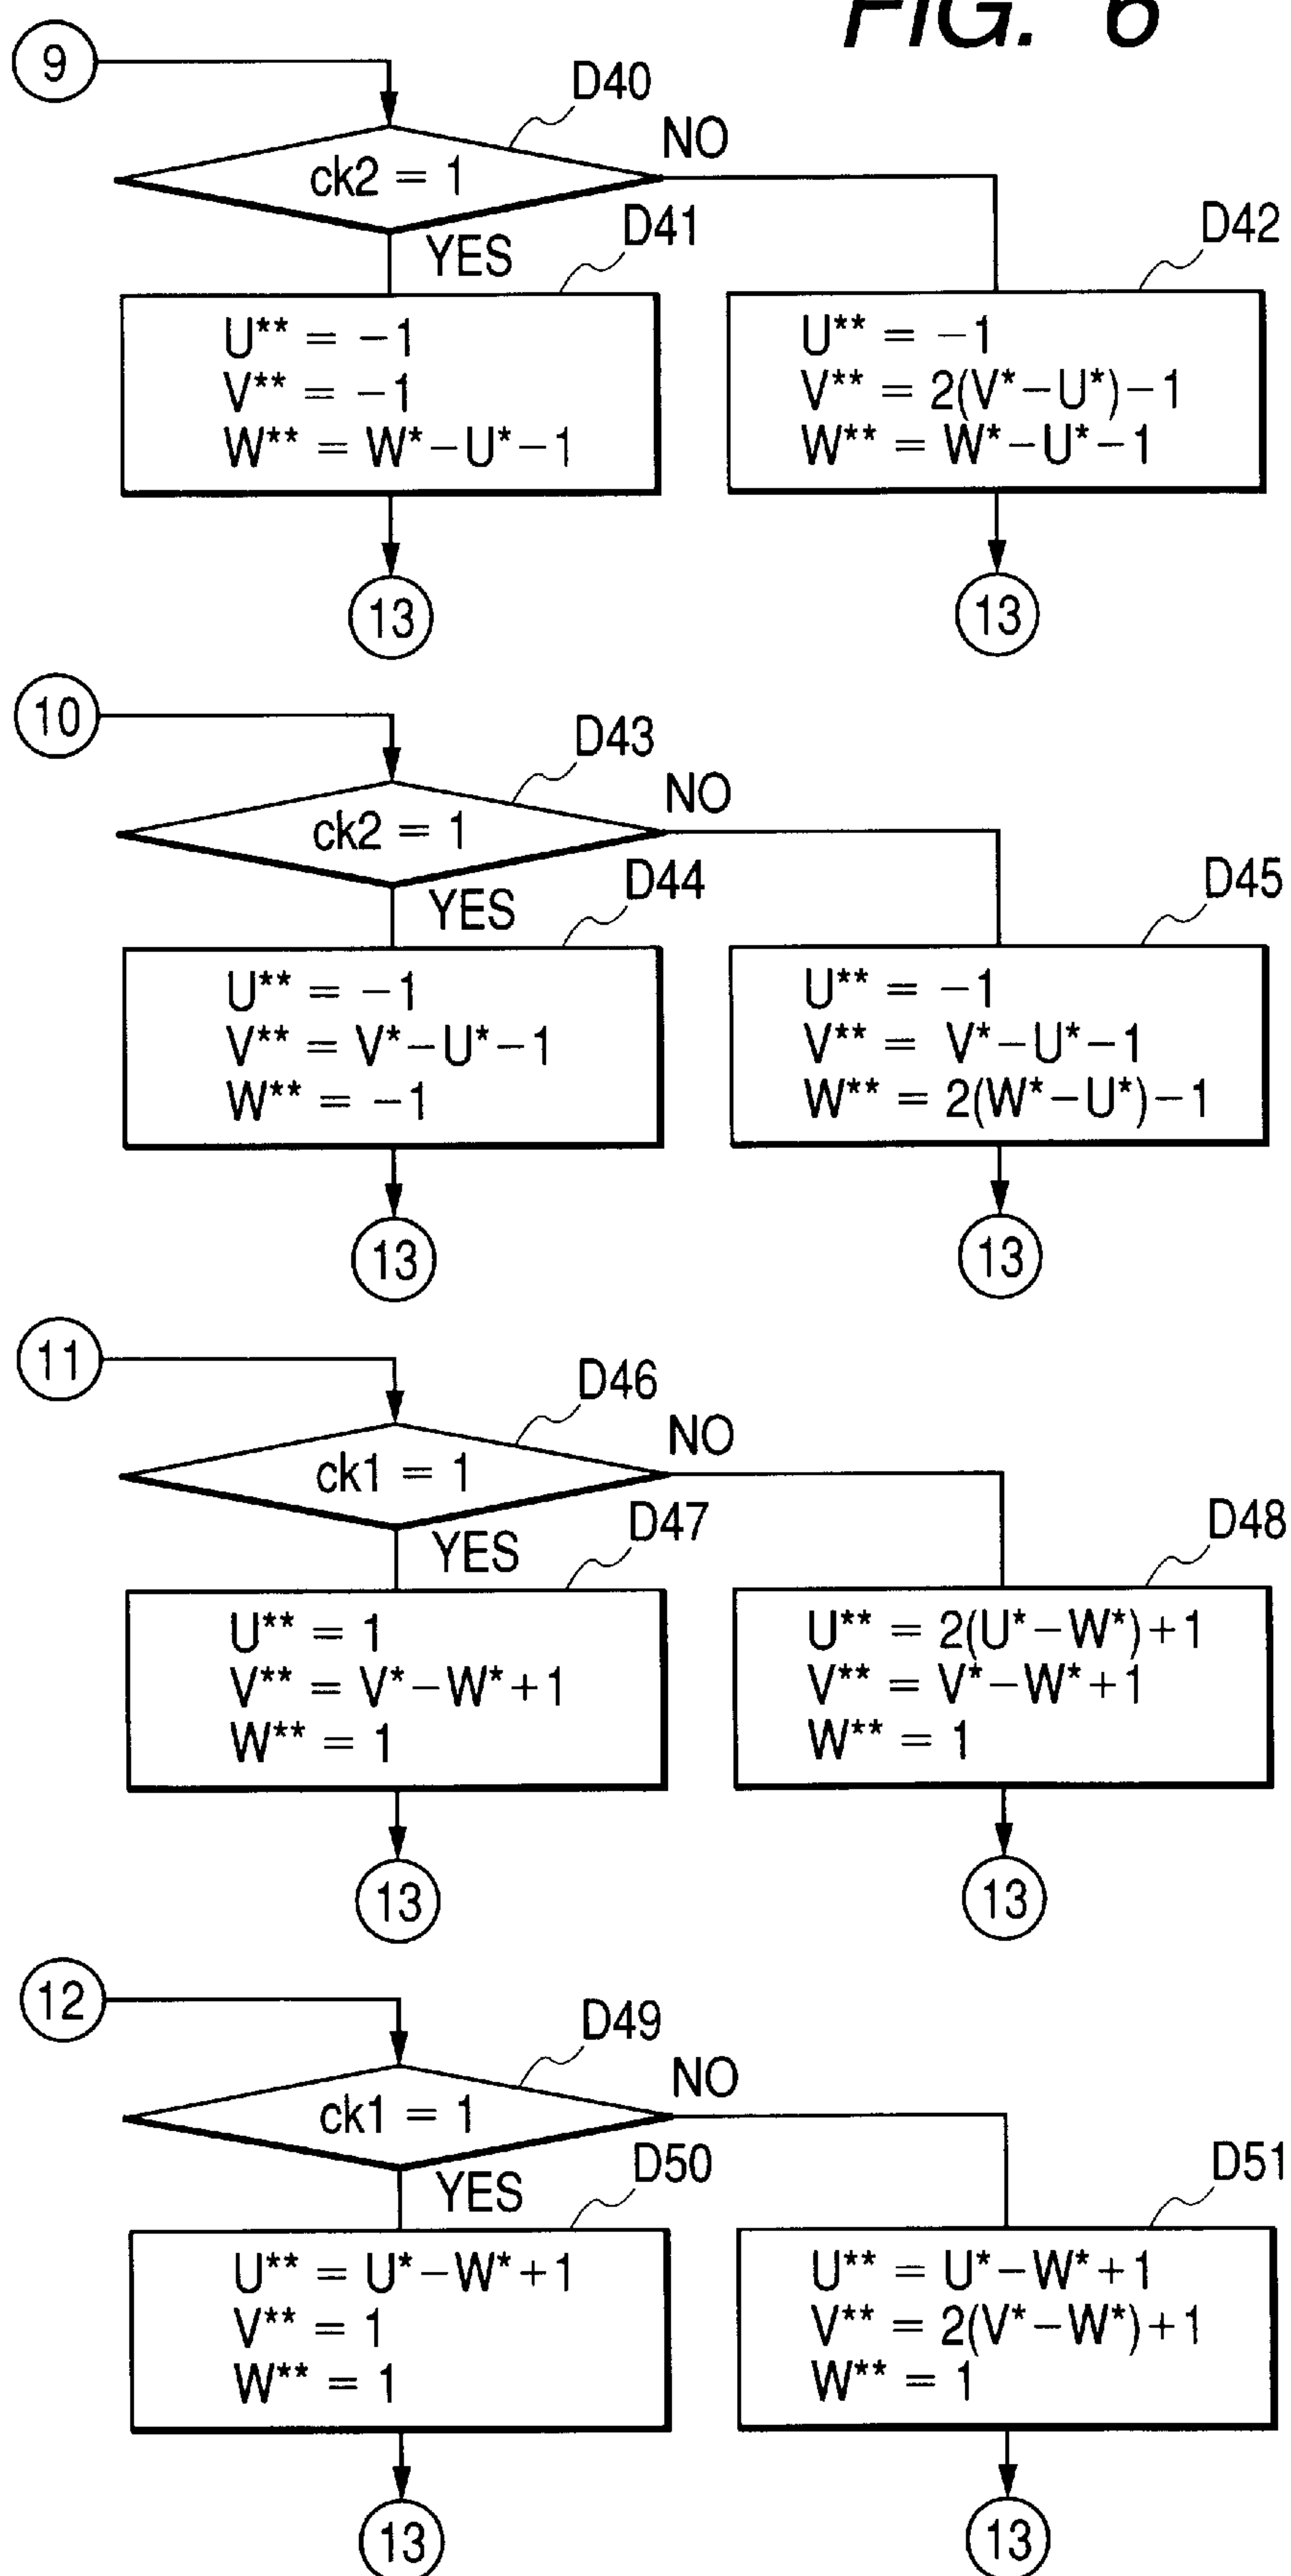 FIG. 6
9
D40
ck2 = 1
NO
YES
D41
U** = −1
V** = −1
W** = W*−U*−1
D42
U** = −1
V** = 2(V*−U*)−1
W** = W*−U*−1
13
13
10
D43
ck2 = 1
NO
YES
D44
U** = −1
V** = V*−U*−1
W** = −1
D45
U** = −1
V** = V*−U*−1
W** = 2(W*−U*)−1
13
13
11
D46
ck1 = 1
NO
YES
D47
U** = 1
V** = V*−W*+1
W** = 1
D48
U** = 2(U*−W*)+1
V** = V*−W*+1
W** = 1
13
13
12
D49
ck1 = 1
NO
YES
D50
U** = U*−W*+1
V** = 1
W** = 1
D51
U** = U*−W*+1
V** = 2(V*−W*)+1
W** = 1
13
13